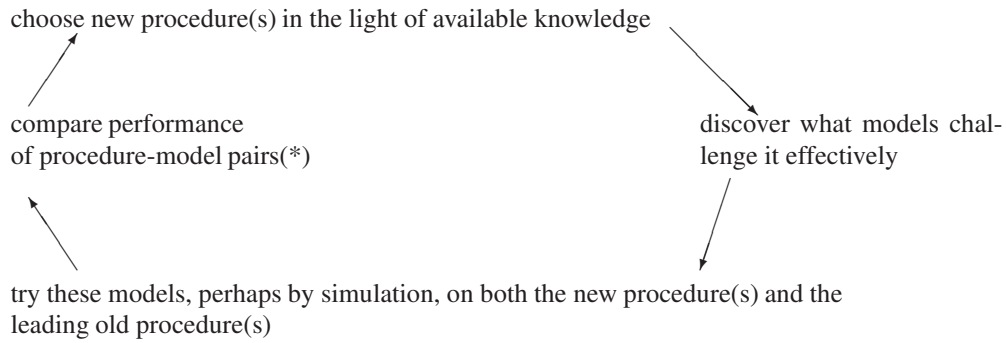 choose new procedure(s) in the light of available knowledge
compare performance
of procedure-model pairs(*)
discover what models chal-
lenge it effectively
try these models, perhaps by simulation, on both the new procedure(s) and the
leading old procedure(s)